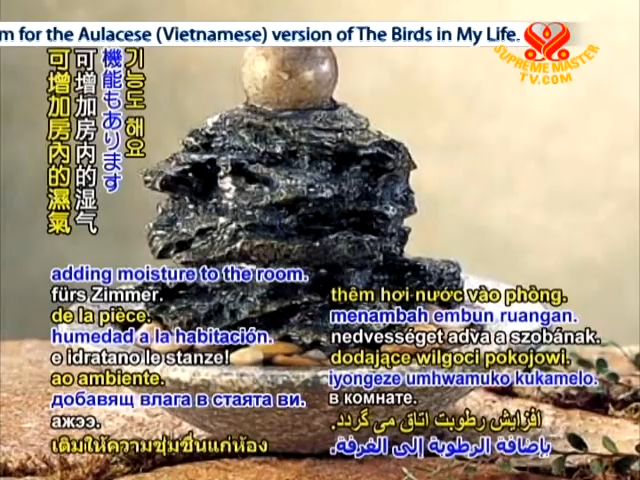 m for the Aulacese (Vietnamese) version of The Birds in My Life.
SUPREME MASTER
TV.COM
기능도 해요
機能もあります
可增加房内的湿气
可增加房內的濕氣
adding moisture to the room.
fürs Zimmer.
de la pièce.
humedad a la habitación.
e idratano le stanze!
ao ambiente.
добавящ влага в стаята ви.
ажээ.
เติมให้ความชุ่มชื่นแก่ห้อง
thêm hơi nước vào phòng.
menambah embun ruangan.
nedvességet adva a szobának.
dodające wilgoci pokojowi.
iyongeze umhwamuko kukamelo.
в комнате.
افزایش رطوبت اتاق می گردد.
بإضافة الرطوبة إلى الغرفة.